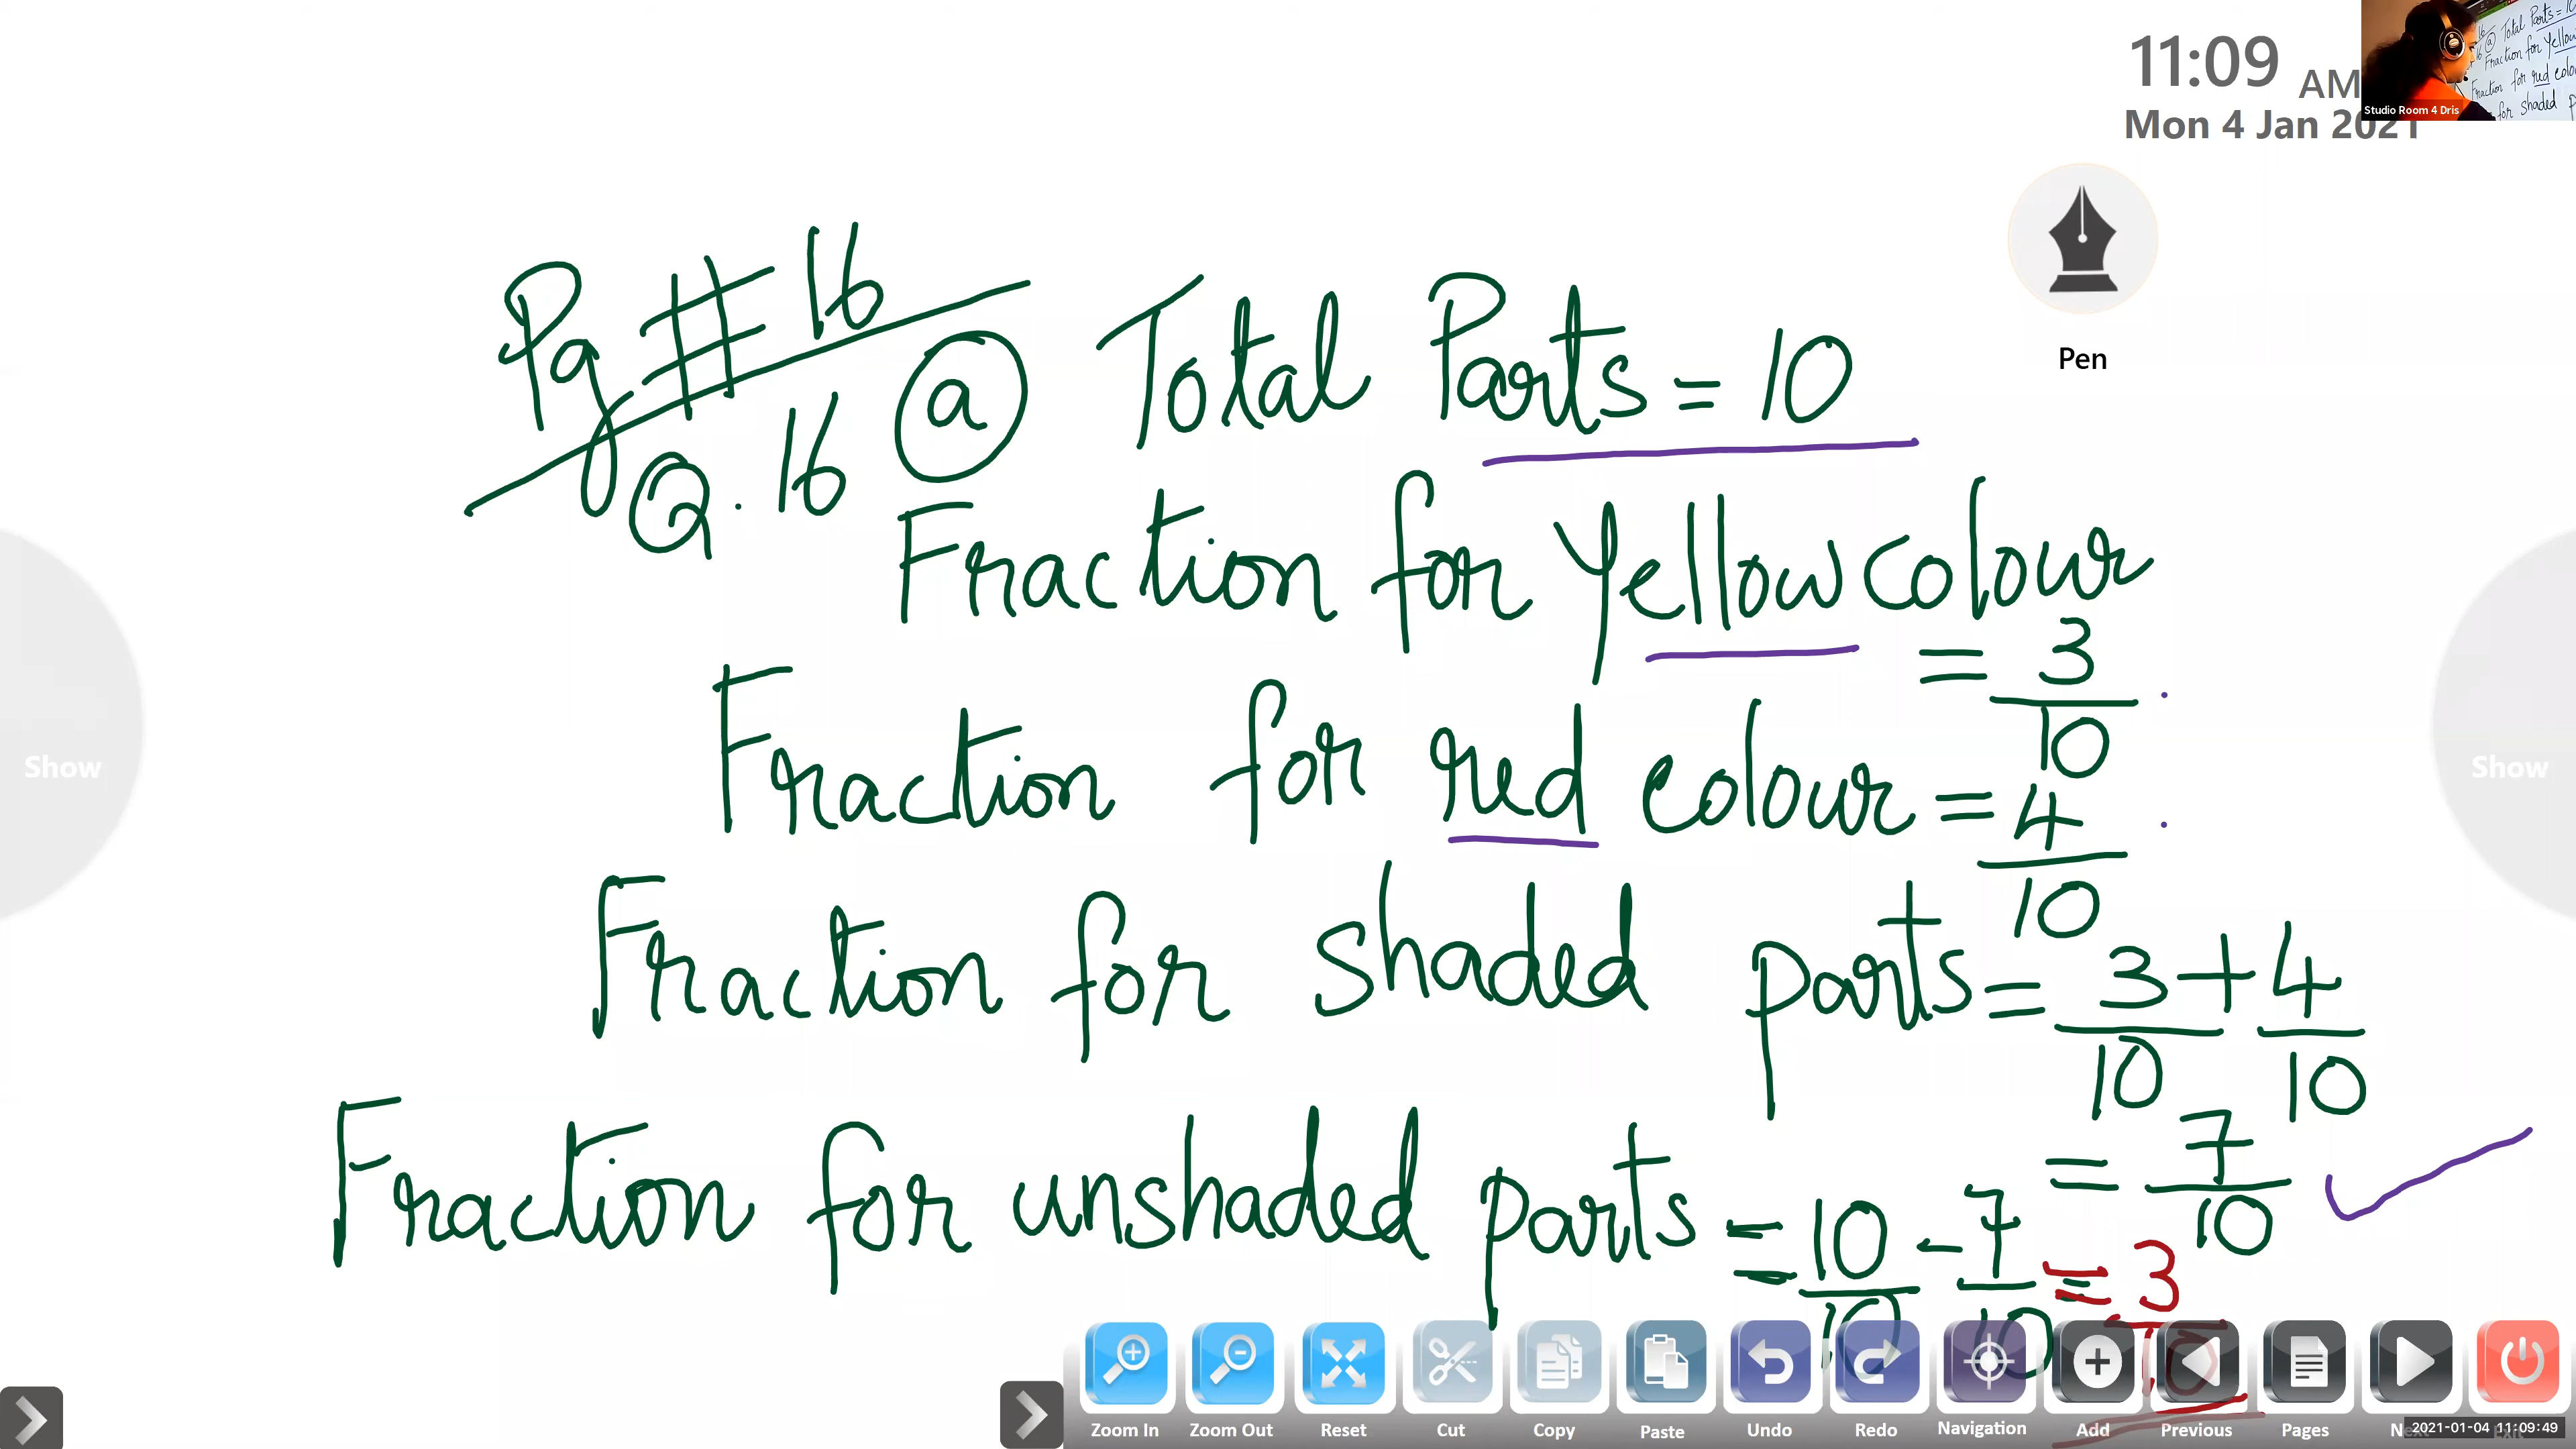 11:09 AM
Mon 4 Jan 2021
Studio Room 4 Dris
Pen
Pg # 16
Q. 16 (a) Total Parts = 10
Fraction for Yellow colour
= 3/10
Fraction for red colour = 4/10
Fraction for shaded parts = 3/10 + 4/10
= 7/10
Fraction for unshaded parts = 10/10 - 7/10 = 3/10
Show
Show
Zoom In Zoom Out Reset Cut Copy Paste Undo Redo Navigation Add Previous Pages
2021-01-04 11:09:49